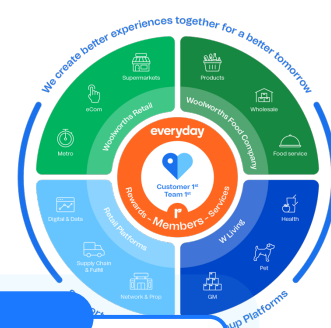 We create better experiences together for a better tomorrow
Supermarkets
eCom
Metro
Woolworths Retail
Products
Wholesale
Food service
Woolworths Food Company
everyday
Customer 1st
Team 1st
Rewards - Members - Services
Digital & Data
Supply Chain
& Fulfil
Network & Prop
Retail Platforms
Health
Pet
GM
W Living
up Platforms